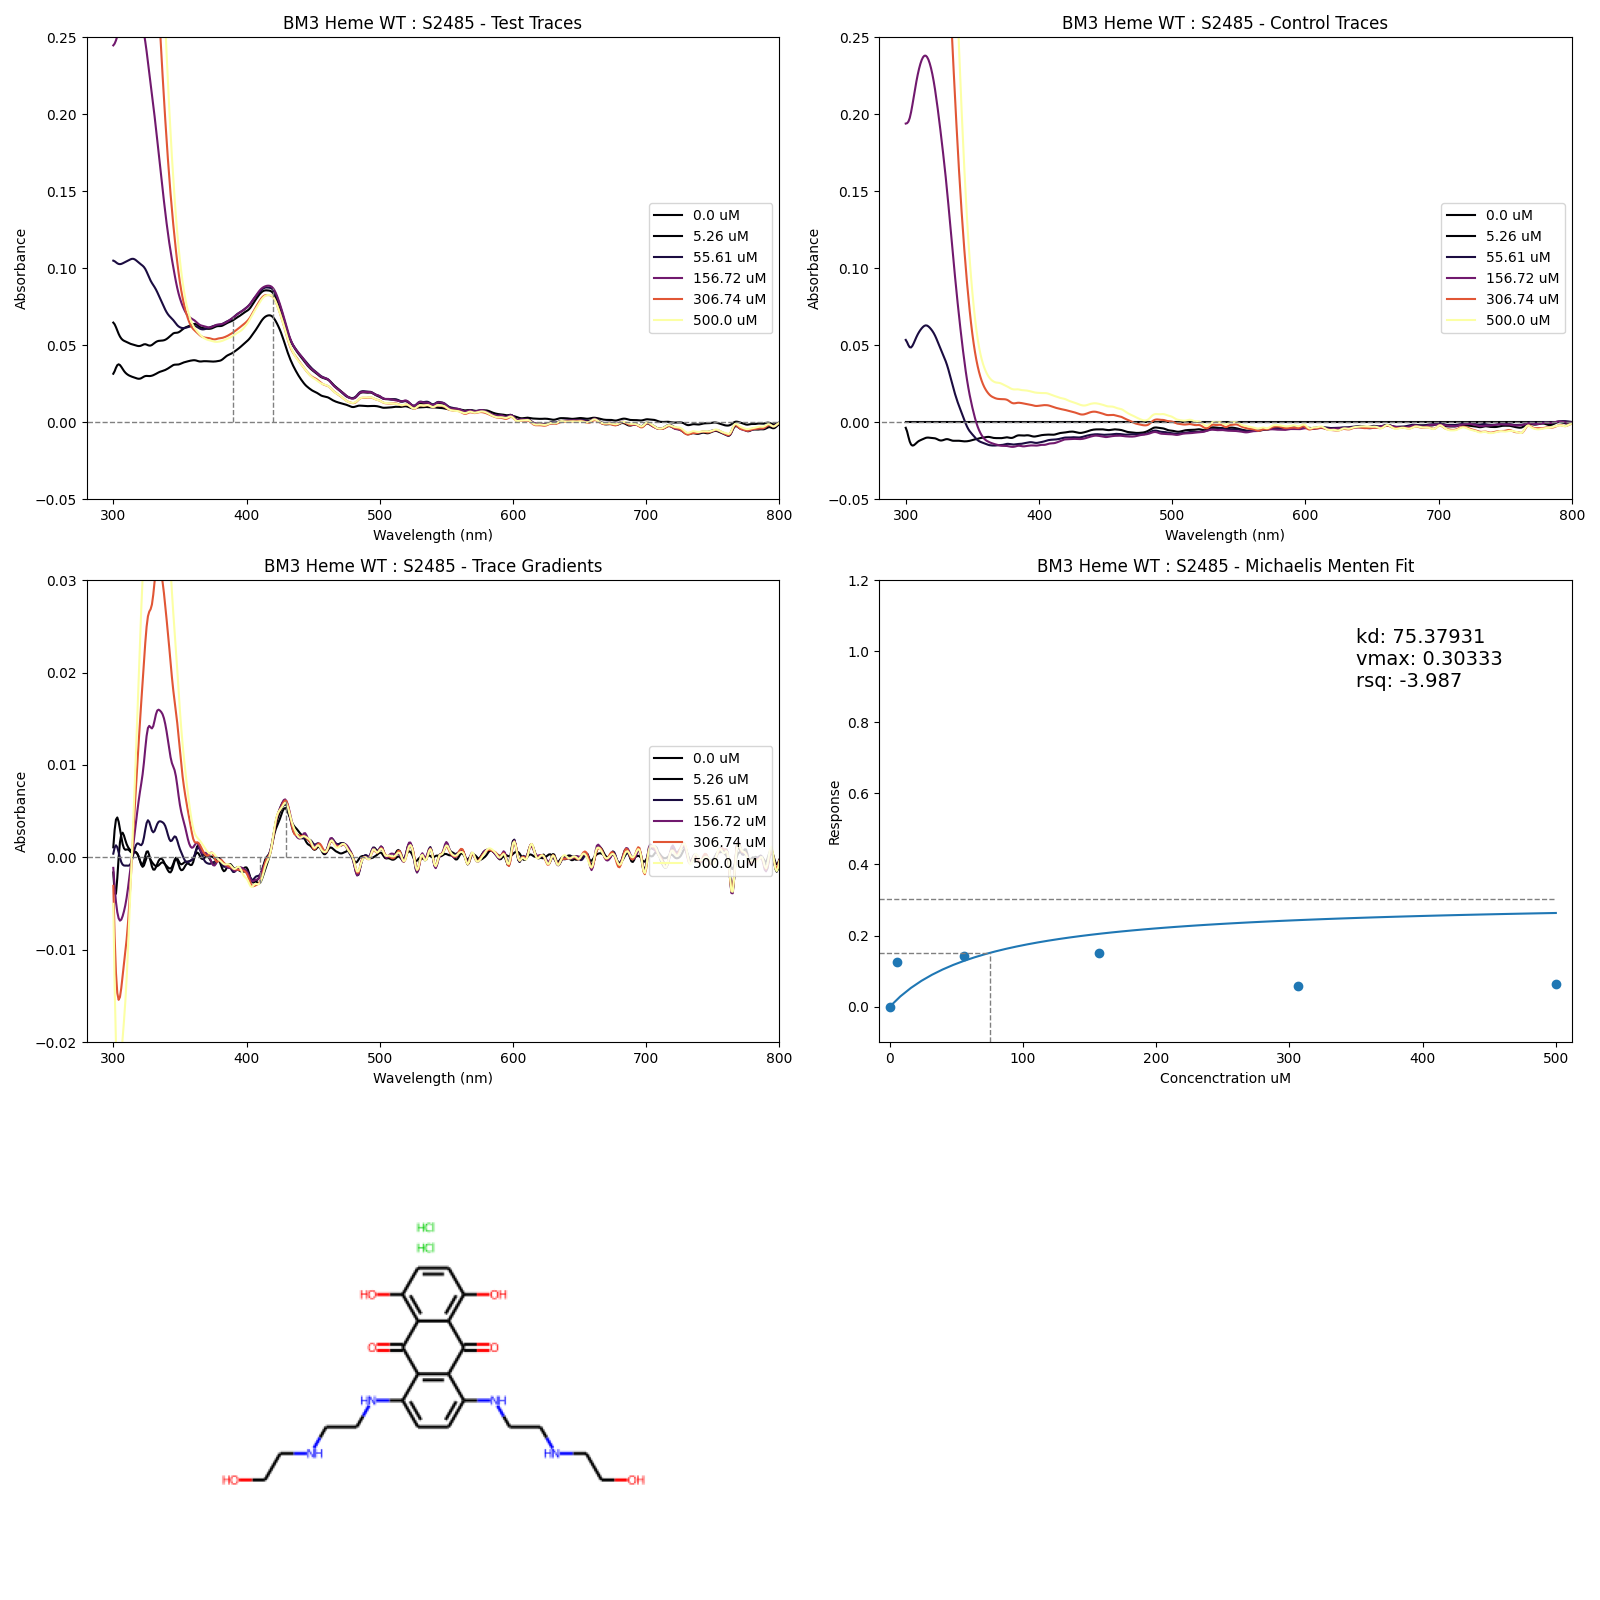 BM3 Heme WT : S2485 - Test Traces
0.25
0.20
0.15
0.10
0.05
0.00
−0.05
Absorbance
300 400 500 600 700 800
Wavelength (nm)
0.0 uM
5.26 uM
55.61 uM
156.72 uM
306.74 uM
500.0 uM
BM3 Heme WT : S2485 - Control Traces
0.25
0.20
0.15
0.10
0.05
0.00
−0.05
Absorbance
300 400 500 600 700 800
Wavelength (nm)
0.0 uM
5.26 uM
55.61 uM
156.72 uM
306.74 uM
500.0 uM
BM3 Heme WT : S2485 - Trace Gradients
0.03
0.02
0.01
0.00
−0.01
−0.02
Absorbance
300 400 500 600 700 800
Wavelength (nm)
0.0 uM
5.26 uM
55.61 uM
156.72 uM
306.74 uM
500.0 uM
BM3 Heme WT : S2485 - Michaelis Menten Fit
1.2
1.0
0.8
0.6
0.4
0.2
0.0
Response
0 100 200 300 400 500
Concenctration uM
kd: 75.37931
vmax: 0.30333
rsq: -3.987
HCl
HCl
HO OH
O O
HN NH
NH HN
HO OH